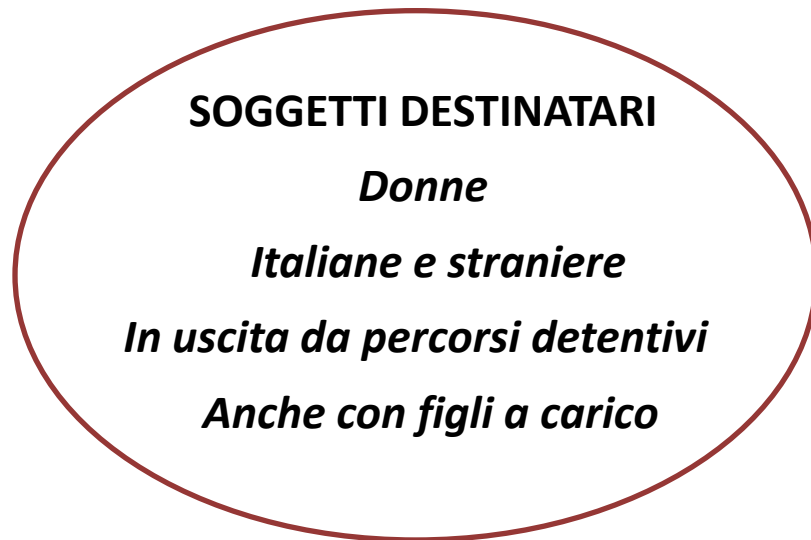 SOGGETTI DESTINATARI
Donne
Italiane e straniere
In uscita da percorsi detentivi
Anche con figli a carico